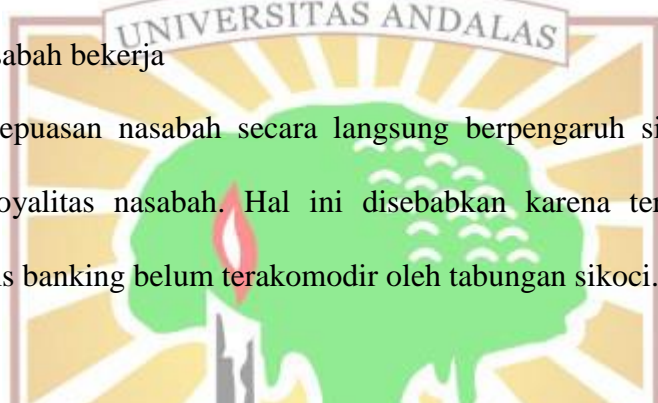 UNIVERSITAS ANDALAS
sabah bekerja
epuasan nasabah secara langsung berpengaruh si
oyalitas nasabah. Hal ini disebabkan karena ter
s banking belum terakomodir oleh tabungan sikoci.